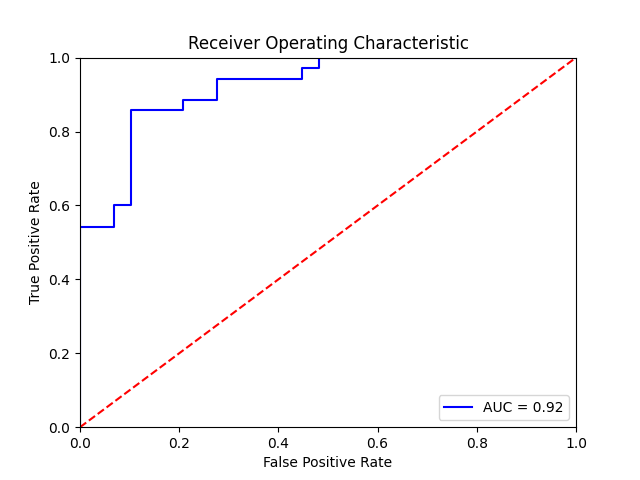 Receiver Operating Characteristic
1.0
0.8
0.6
0.4
0.2
0.0
True Positive Rate
AUC = 0.92
0.0 0.2 0.4 0.6 0.8 1.0
False Positive Rate